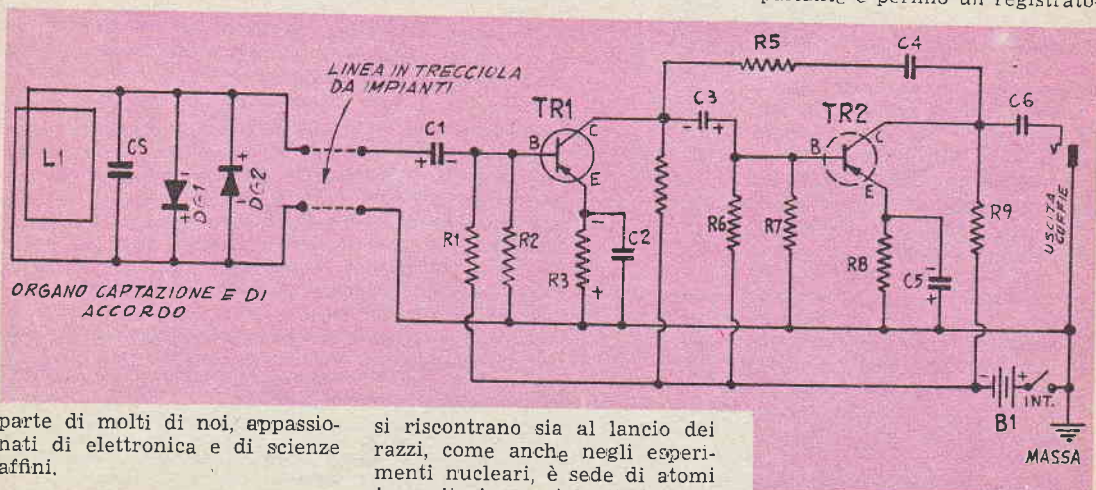 R5
C4
LINEA IN TRECCIOLA
DA IMPIANTI
C3
TR2
C6
TR1
C1
L1
CS
DG1
DG2
B
C
E
B
C
E
R1
R2
R3
C2
R6
R7
R8
C5
R9
USCITA
CUFFIE
ORGANO CAPTAZIONE E DI
ACCORDO
INT.
B1
MASSA
parte di molti di noi, appassio-
nati di elettronica e di scienze
affini.
si riscontrano sia al lancio dei
razzi, come anche negli esperi-
menti nucleari, è sede di atomi